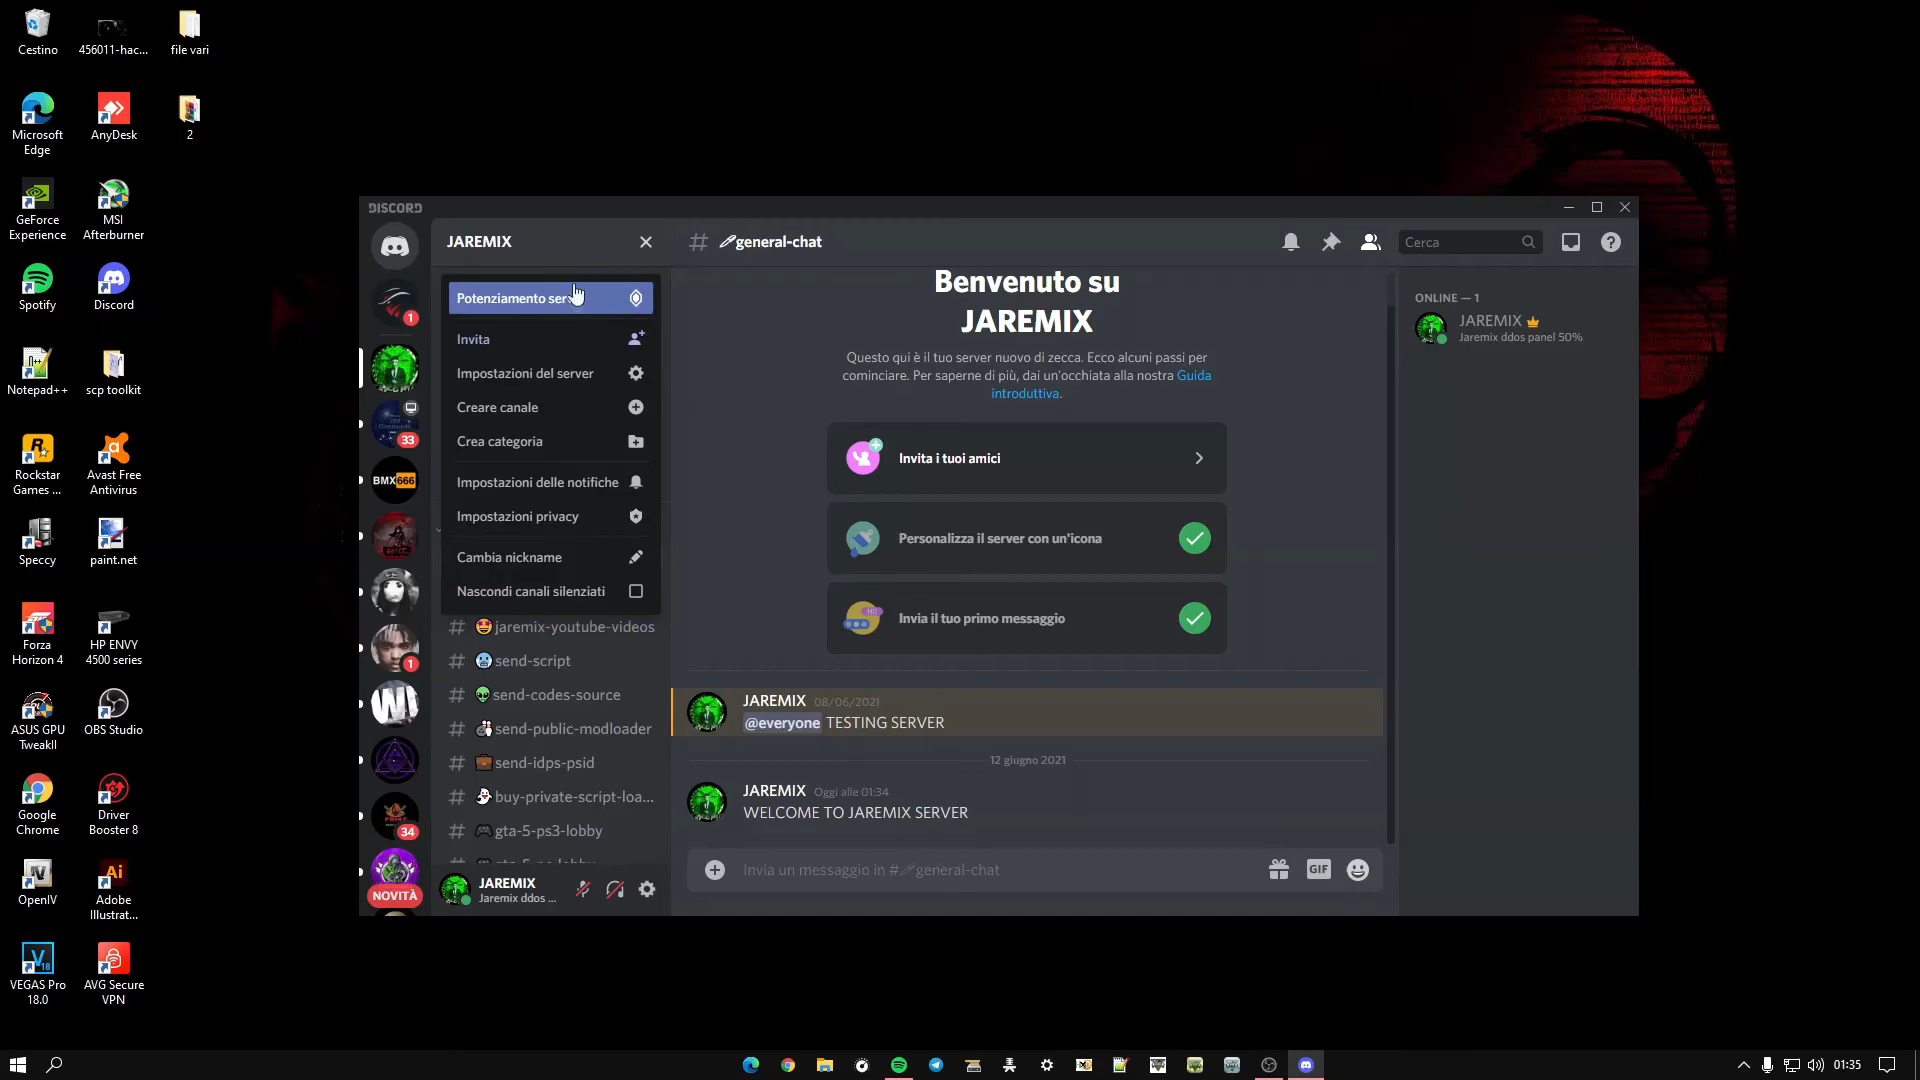 Cestino
456011-hac...
file vari
Microsoft
Edge
AnyDesk
2
GeForce
Experience
MSI
Afterburner
Spotify
Discord
Notepad++
scp toolkit
Rockstar
Games ...
Avast Free
Antivirus
Speccy
paint.net
Forza
Horizon 4
HP ENVY
4500 series
ASUS GPU
TweakII
OBS Studio
Google
Chrome
Driver
Booster 8
OpenIV
Adobe
Illustrat...
VEGAS Pro
18.0
AVG Secure
VPN
DISCORD
1
33
BMX666
1
34
NOVITÀ
JAREMIX
Potenziamento ser
Invita
Impostazioni del server
Creare canale
Crea categoria
Impostazioni delle notifiche
Impostazioni privacy
Cambia nickname
Nascondi canali silenziati
jaremix-youtube-videos
send-script
send-codes-source
send-public-modloader
send-idps-psid
buy-private-script-loa...
gta-5-ps3-lobby
JAREMIX
Jaremix ddos ...
general-chat
Cerca
Benvenuto su
JAREMIX
Questo qui è il tuo server nuovo di zecca. Ecco alcuni passi per
cominciare. Per saperne di più, dai un'occhiata alla nostra Guida
introduttiva.
Invita i tuoi amici
Personalizza il server con un'icona
Invia il tuo primo messaggio
JAREMIX 08/06/2021
@everyone TESTING SERVER
12 giugno 2021
JAREMIX Oggi alle 01:34
WELCOME TO JAREMIX SERVER
Invia un messaggio in #general-chat
GIF
ONLINE — 1
JAREMIX
Jaremix ddos panel 50%
01:35